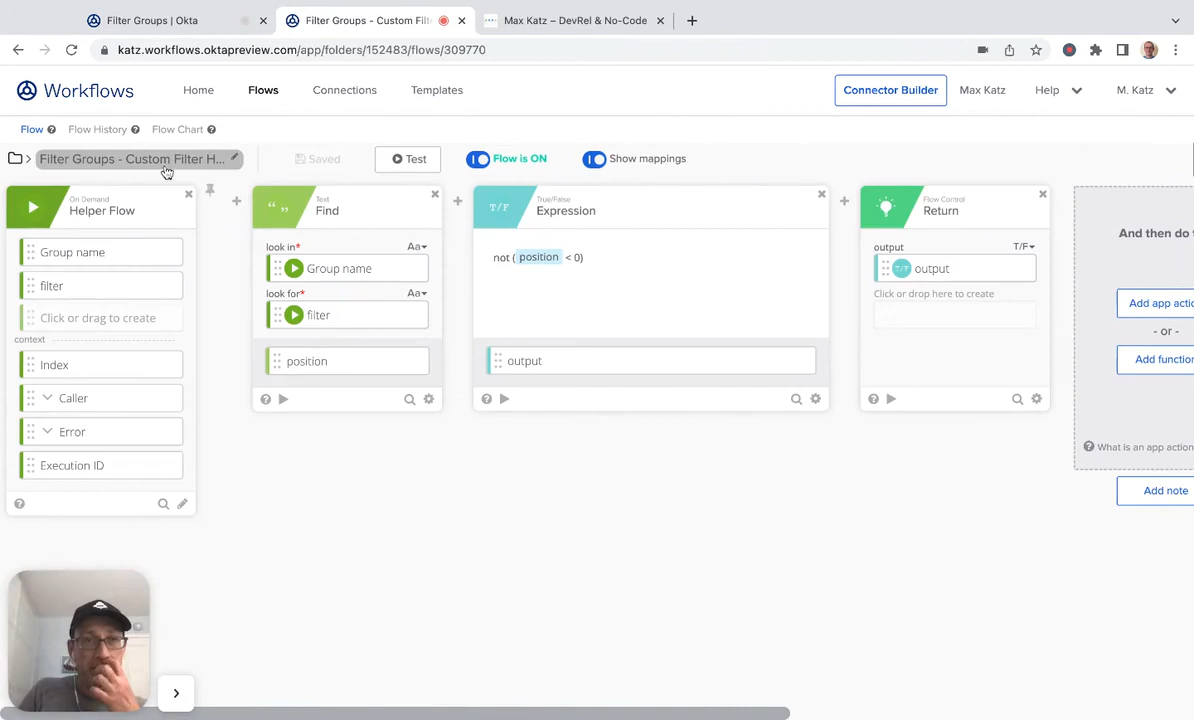 Filter Groups | Okta
Filter Groups - Custom Filt
Max Katz – DevRel & No-Code
katz.workflows.oktapreview.com/app/folders/152483/flows/309770
Workflows
Home
Flows
Connections
Templates
Connector Builder
Max Katz
Help
M. Katz
Flow
Flow History
Flow Chart
Filter Groups - Custom Filter H...
Saved
Test
Flow is ON
Show mappings
On Demand
Helper Flow
Group name
filter
Click or drag to create
context
Index
Caller
Error
Execution ID
Text
Find
look in*
Aa
Group name
look for*
Aa
filter
position
T/F
True/False
Expression
not ( position < 0)
output
Flow Control
Return
output
T/F
T/F
output
Click or drop here to create
And then do
Add app actio
- or -
Add function
What is an app action
Add note